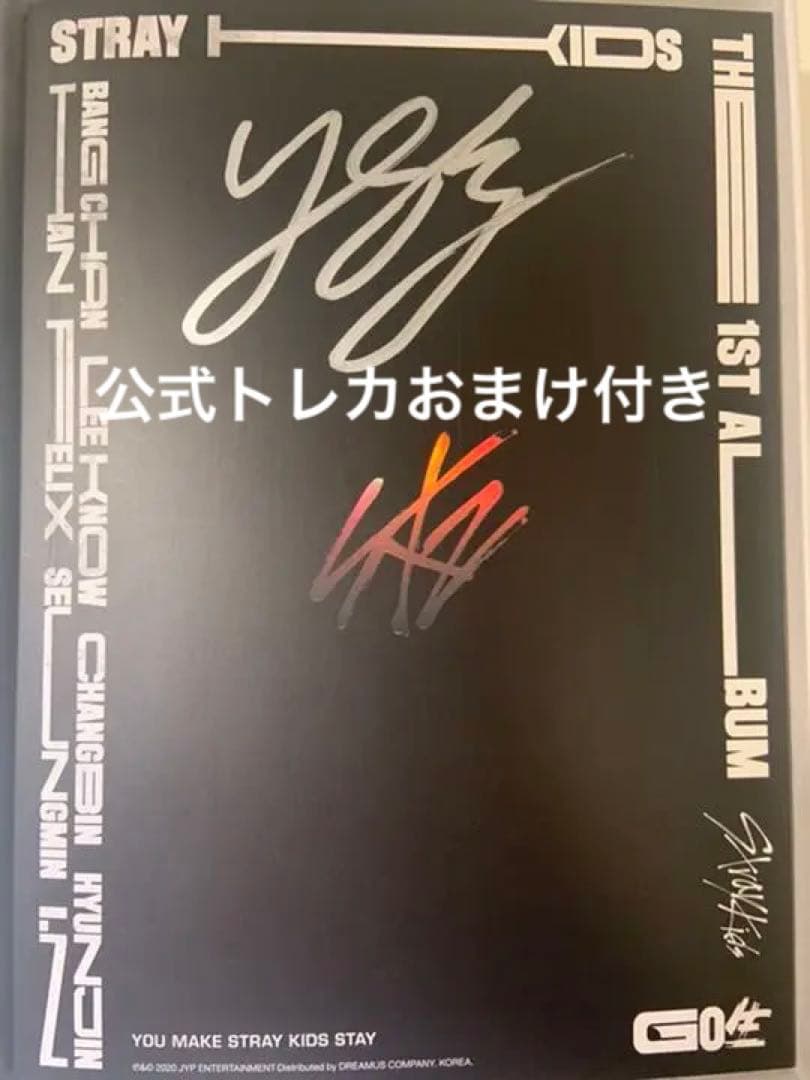 STRAY KIDS
THE 1ST ALBUM
BANG CHAN LEE KNOW CHANGBIN HYUNJIN
HAN FELIX SEUNGMIN I.N
公式トレカおまけ付き
Stray Kids
GO生
YOU MAKE STRAY KIDS STAY
℗&© 2020 JYP ENTERTAINMENT Distributed by DREAMUS COMPANY. KOREA.